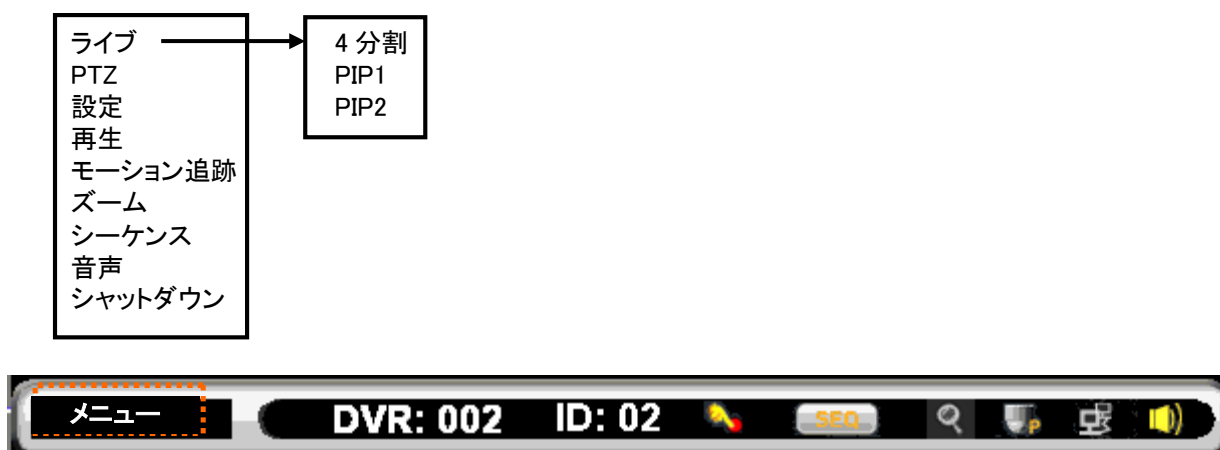 ライブ
PTZ
設定
再生
モーション追跡
ズーム
シーケンス
音声
シャットダウン
4 分割
PIP1
PIP2
メニュー DVR: 002 ID: 02 SEQ P